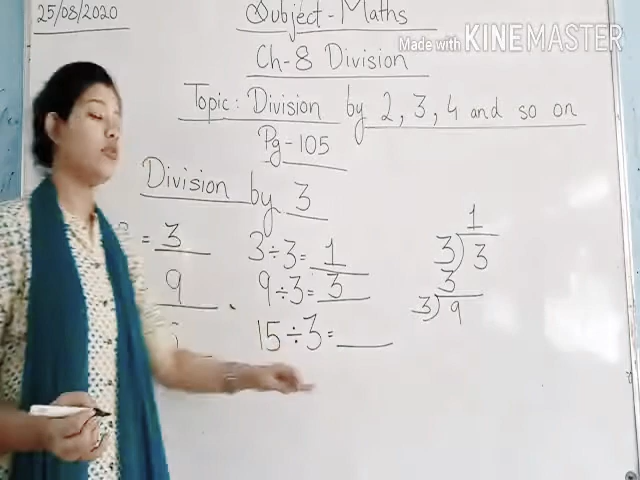 25/08/2020
Subject - Maths
Made with KINEMASTER
Ch-8 Division
Topic: Division by 2, 3, 4 and so on
Pg-105
Division by 3
= 3
3÷3= 1
9
9÷3= 3
15÷3=
1
3)3
3
3)9